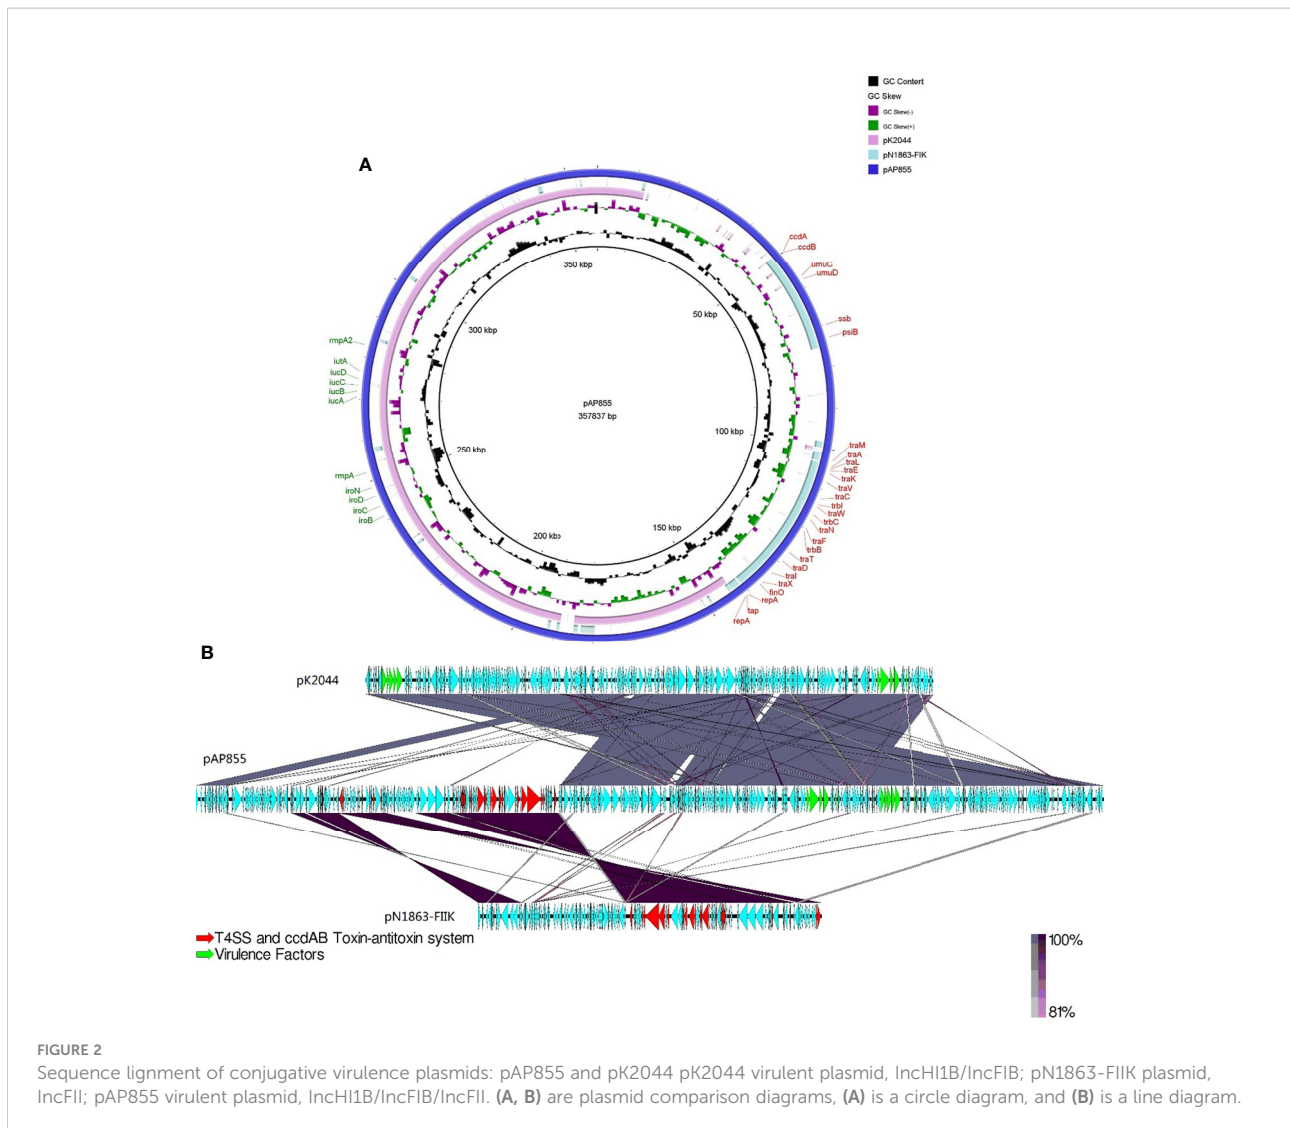 GC Contert
GC Skew
GC Skew(-)
GC Skew(+)
pK2044
pN1863-FIK
pAP855
A
ccdA
ccdB
umuC
umuD
ssb
psiB
350 kbp
50 kbp
300 kbp
rmpA2
iutA
iucD
iucC
iucB
iucA
pAP855
357837 bp
100 kbp
250 kbp
traM
traA
traL
traE
traK
traV
traC
trbI
traW
trbC
traN
traF
trbB
traT
traD
traI
traX
finO
repA
tap
repA
rmpA
iroN
iroD
iroC
iroB
150 kbp
200 kbp
B
pK2044
pAP855
pN1863-FIIK
T4SS and ccdAB Toxin-antitoxin system
Virulence Factors
100%
81%
FIGURE 2
Sequence lignment of conjugative virulence plasmids: pAP855 and pK2044 pK2044 virulent plasmid, IncHI1B/IncFIB; pN1863-FIIK plasmid,
IncFII; pAP855 virulent plasmid, IncHI1B/IncFIB/IncFII. (A, B) are plasmid comparison diagrams, (A) is a circle diagram, and (B) is a line diagram.